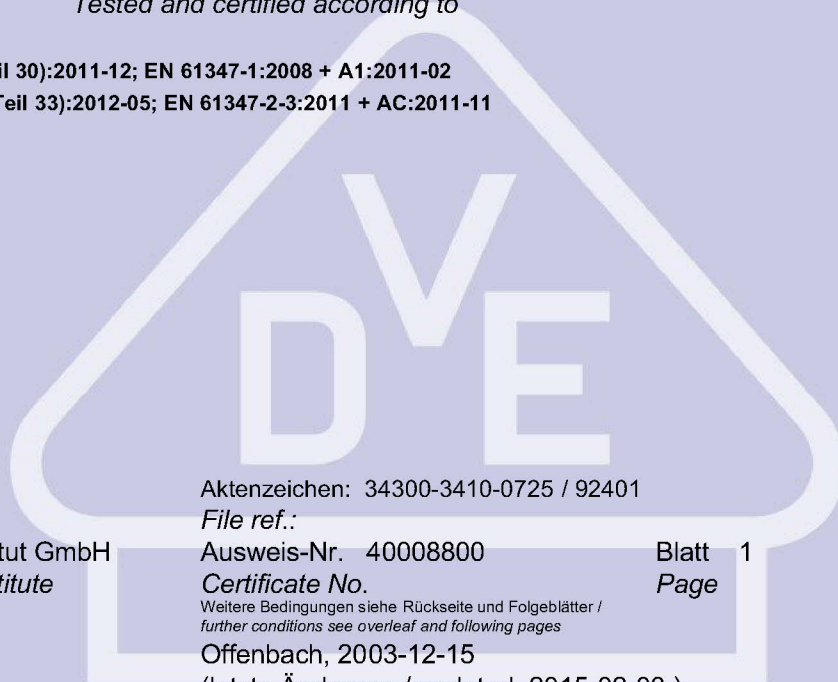 Tested and certified according to
30):2011-12; EN 61347-1:2008 + A1:2011-02
Teil 33):2012-05; EN 61347-2-3:2011 + AC:2011-11
V
D E
Aktenzeichen: 34300-3410-0725 / 92401
File ref.:
GmbH Ausweis-Nr. 40008800 Blatt 1
Certificate No. Page
Weitere Bedingungen siehe Rückseite und Folgeblätter /
further conditions see overleaf and following pages
Offenbach, 2003-12-15